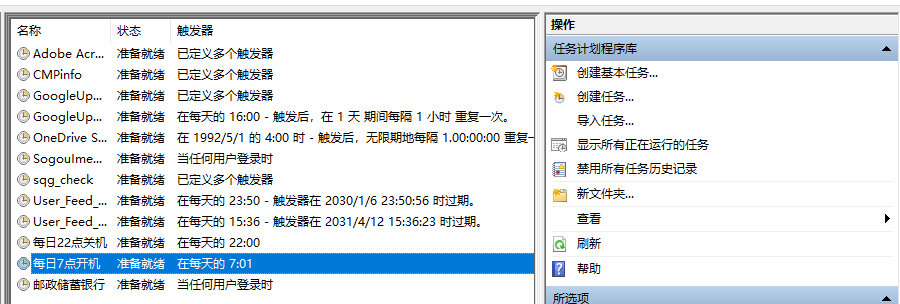 名称 状态 触发器
Adobe Acr... 准备就绪 已定义多个触发器
CMPinfo 准备就绪 已定义多个触发器
GoogleUp... 准备就绪 已定义多个触发器
GoogleUp... 准备就绪 在每天的 16:00 - 触发后，在 1 天 期间每隔 1 小时 重复一次。
OneDrive S... 准备就绪 在 1992/5/1 的 4:00 时 - 触发后，无限期地每隔 1.00:00:00 重复一
SogouIme... 准备就绪 当任何用户登录时
sqg_check 准备就绪 已定义多个触发器
User_Feed_... 准备就绪 在每天的 23:50 - 触发器在 2030/1/6 23:50:56 时过期。
User_Feed_... 准备就绪 在每天的 15:36 - 触发器在 2031/4/12 15:36:23 时过期。
每日22点关机 准备就绪 在每天的 22:00
每日7点开机 准备就绪 在每天的 7:01
邮政储蓄银行 准备就绪 当任何用户登录时
操作
任务计划程序库
创建基本任务...
创建任务...
导入任务...
显示所有正在运行的任务
禁用所有任务历史记录
新文件夹...
查看
刷新
帮助
所选项